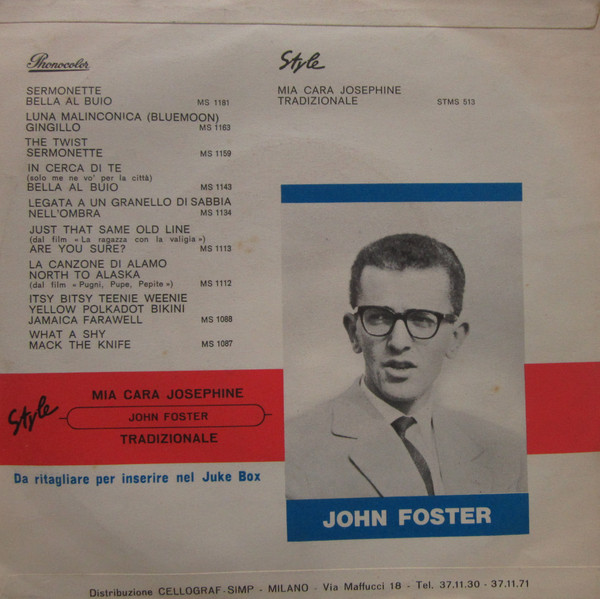 Phonocolor
SERMONETTE
BELLA AL BUIO MS 1181
LUNA MALINCONICA (BLUEMOON)
GINGILLO MS 1163
THE TWIST
SERMONETTE MS 1159
IN CERCA DI TE
(solo me ne vo' per la città)
BELLA AL BUIO MS 1143
LEGATA A UN GRANELLO DI SABBIA
NELL'OMBRA MS 1134
JUST THAT SAME OLD LINE
(dal film «La ragazza con la valigia»)
ARE YOU SURE? MS 1113
LA CANZONE DI ALAMO
NORTH TO ALASKA
(dal film «Pugni, Pupe, Pepite») MS 1112
ITSY BITSY TEENIE WEENIE
YELLOW POLKADOT BIKINI
JAMAICA FARAWELL MS 1088
WHAT A SHY
MACK THE KNIFE MS 1087
Style
MIA CARA JOSEPHINE
TRADIZIONALE STMS 513
Style
MIA CARA JOSEPHINE
JOHN FOSTER
TRADIZIONALE
Da ritagliare per inserire nel Juke Box
JOHN FOSTER
Distribuzione CELLOGRAF-SIMP - MILANO - Via Maffucci 18 - Tel. 37.11.30 - 37.11.71